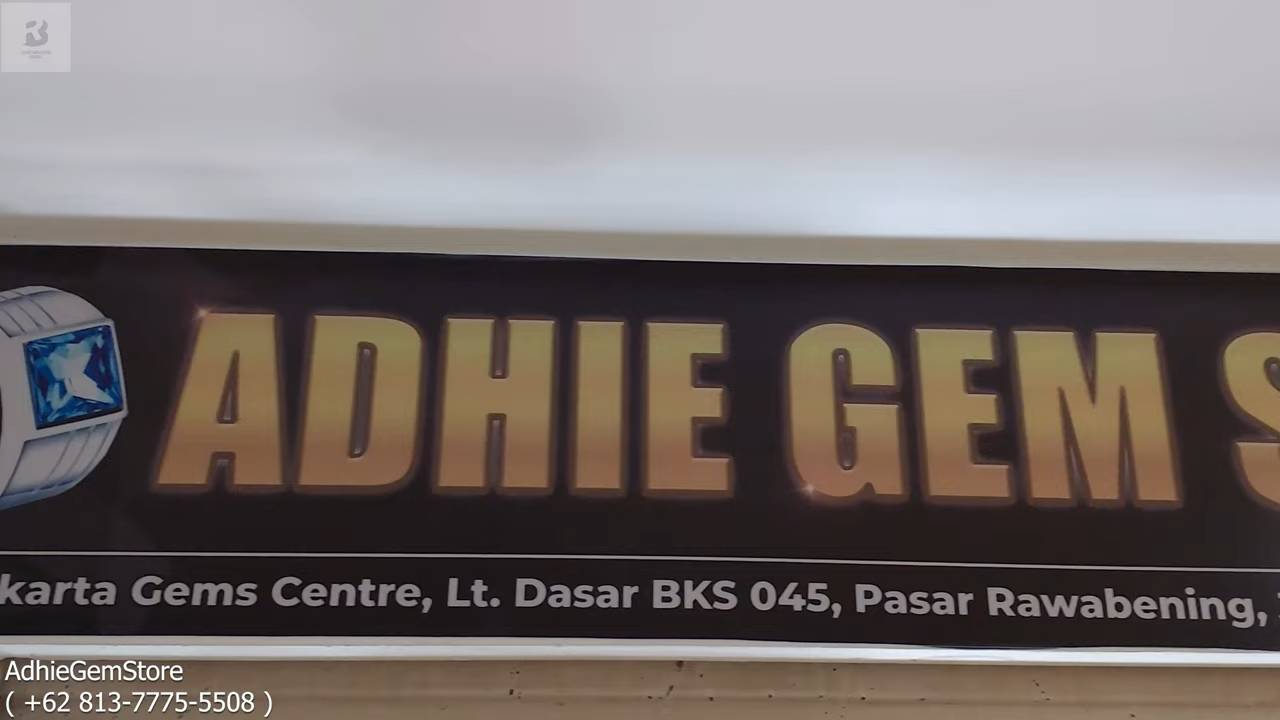 ADHIE GEM S
karta Gems Centre, Lt. Dasar BKS 045, Pasar Rawabening,
AdhieGemStore
( +62 813-7775-5508 )